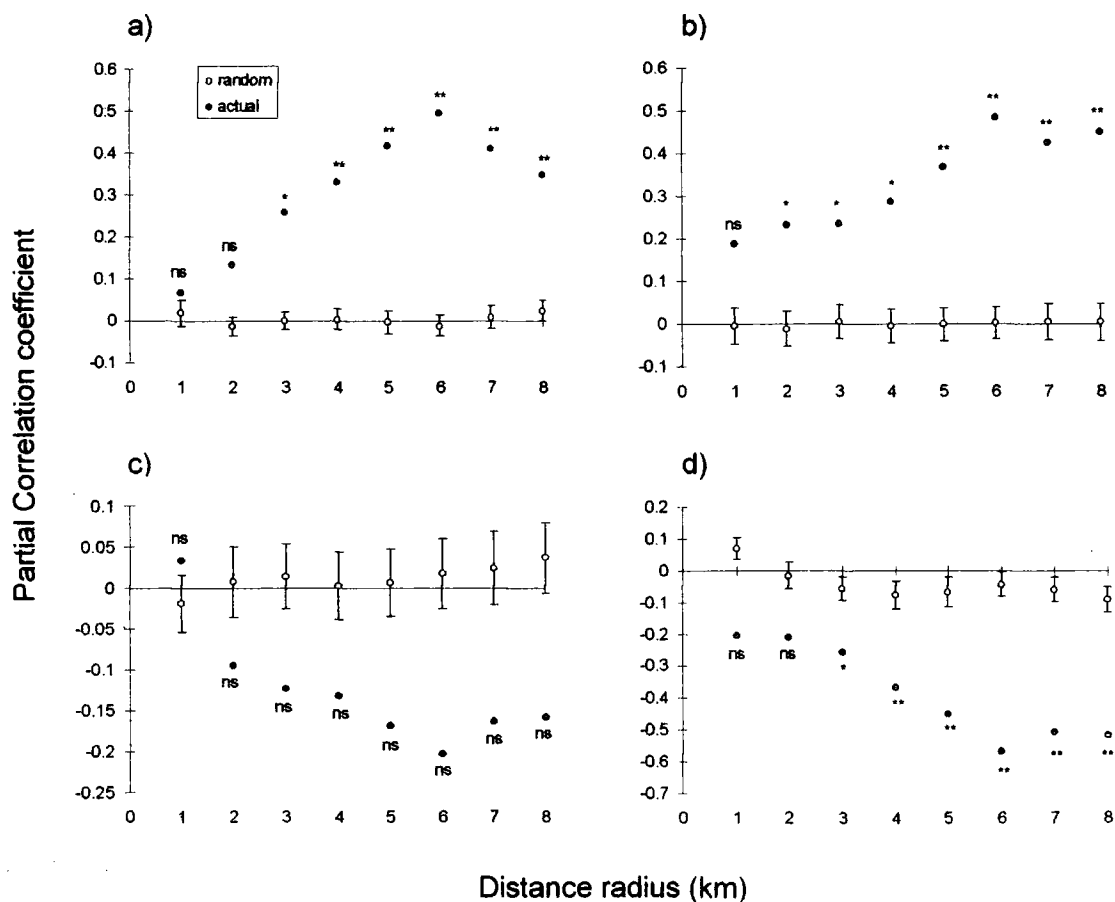 a)
0.6
0.5
0.4
0.3
0.2
0.1
0
-0.1
random
actual
ns
ns
*
**
**
**
**
**
0 1 2 3 4 5 6 7 8
b)
0.6
0.5
0.4
0.3
0.2
0.1
0
-0.1
ns
*
*
*
**
**
**
**
0 1 2 3 4 5 6 7 8
Partial Correlation coefficient
c)
0.1
0.05
0
-0.05
-0.1
-0.15
-0.2
-0.25
ns
ns
ns
ns
ns
ns
ns
ns
0 1 2 3 4 5 6 7 8
d)
0.2
0.1
0
-0.1
-0.2
-0.3
-0.4
-0.5
-0.6
-0.7
ns
ns
*
**
**
**
**
**
0 1 2 3 4 5 6 7 8
Distance radius (km)